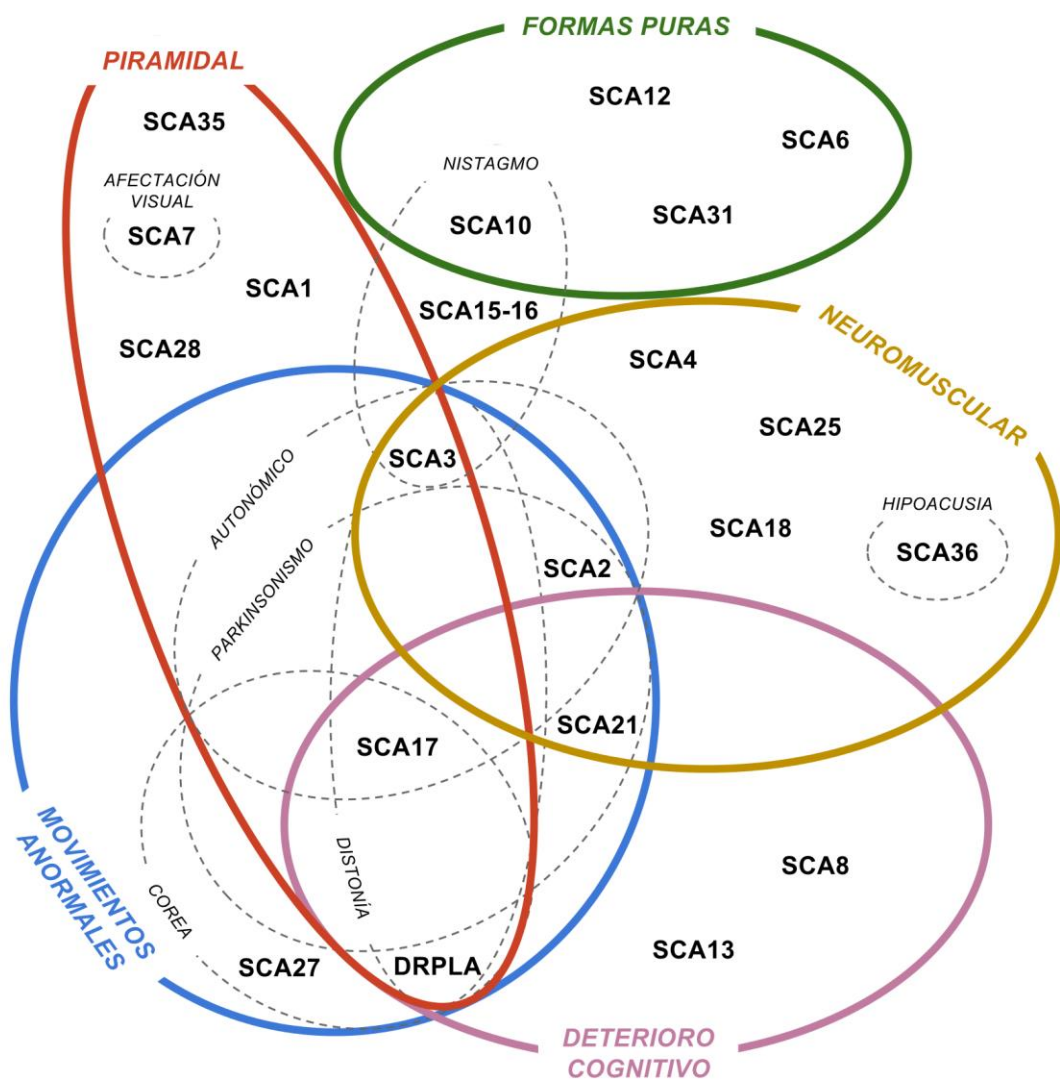 FORMAS PURAS
PIRAMIDAL
SCA12
SCA35
SCA6
NISTAGMO
AFECTACIÓN
VISUAL
SCA31
SCA10
SCA7
SCA1
SCA15-16
NEUROMUSCULAR
SCA28
SCA4
SCA25
SCA3
AUTONÓMICO
HIPOACUSIA
SCA18
SCA36
PARKINSONISMO
SCA2
SCA21
SCA17
MOVIMIENTOS
ANORMALES
DISTONÍA
SCA8
COREA
SCA13
SCA27
DRPLA
DETERIORO
COGNITIVO